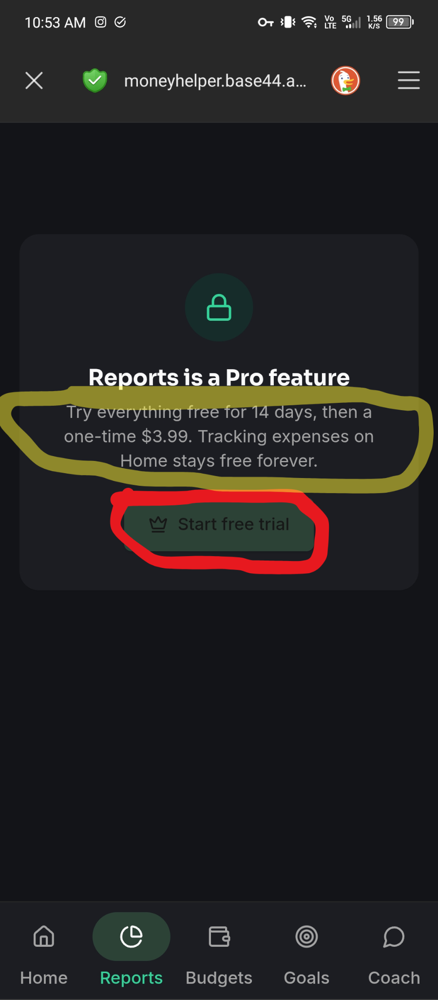 10:53 AM
Vo LTE 5G 1.56 K/S 99
moneyhelper.base44.a...
Reports is a Pro feature
Try everything free for 14 days, then a
one-time $3.99. Tracking expenses on
Home stays free forever.
Start free trial
Home Reports Budgets Goals Coach